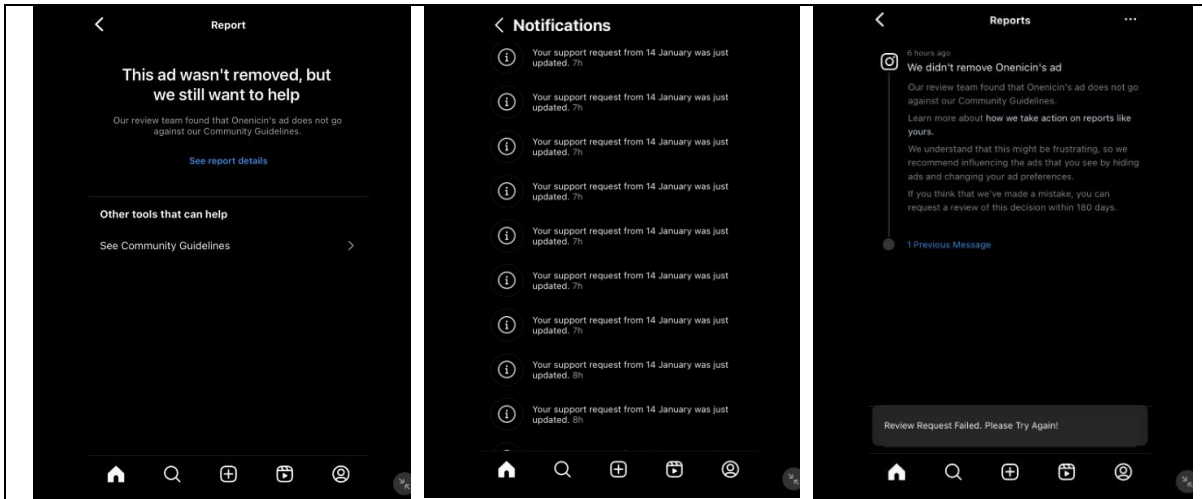 Report
This ad wasn't removed, but
we still want to help
Our review team found that Onenicin's ad does not go
against our Community Guidelines.
See report details
Other tools that can help
See Community Guidelines
Notifications
Your support request from 14 January was just
updated. 7h
Your support request from 14 January was just
updated. 7h
Your support request from 14 January was just
updated. 7h
Your support request from 14 January was just
updated. 7h
Your support request from 14 January was just
updated. 7h
Your support request from 14 January was just
updated. 7h
Your support request from 14 January was just
updated. 7h
Your support request from 14 January was just
updated. 8h
Your support request from 14 January was just
updated. 8h
Reports
6 hours ago
We didn't remove Onenicin's ad
Our review team found that Onenicin's ad does not go
against our Community Guidelines.
Learn more about how we take action on reports like
yours.
We understand that this might be frustrating, so we
recommend influencing the ads that you see by hiding
ads and changing your ad preferences.
If you think that we've made a mistake, you can
request a review of this decision within 180 days.
1 Previous Message
Review Request Failed. Please Try Again!